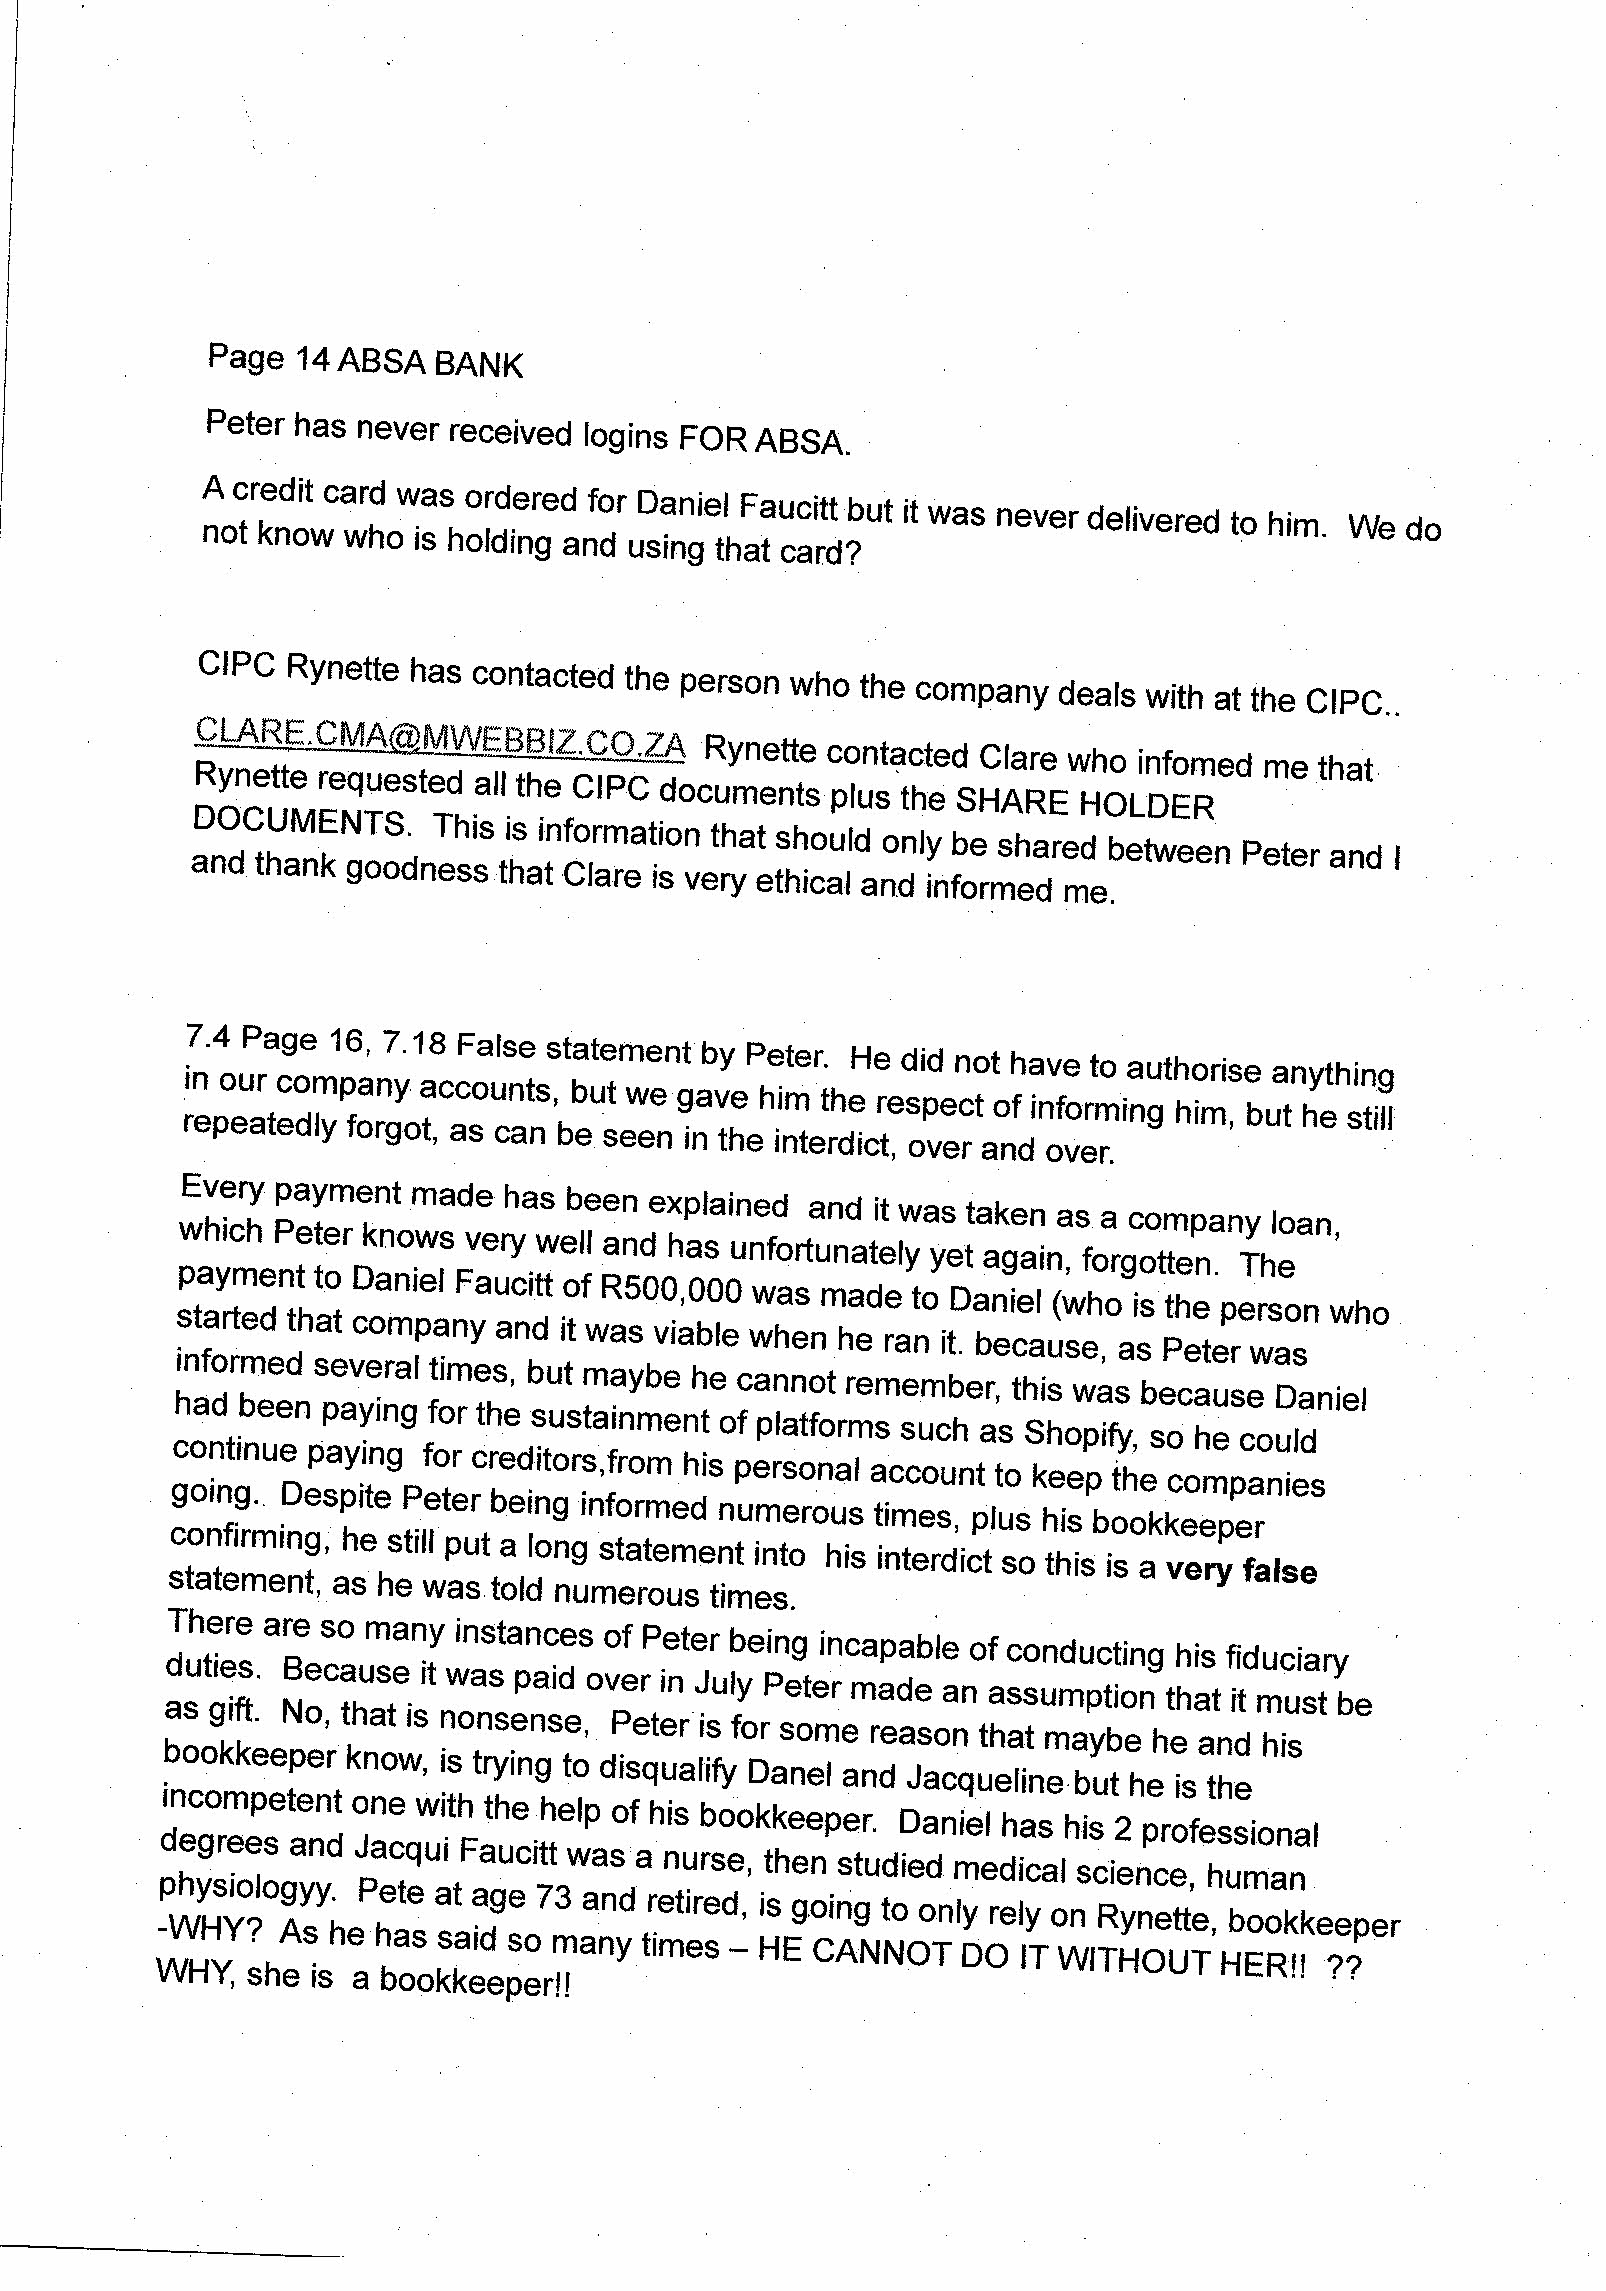 Page 14 ABSA BANK
Peter has never received logins FOR ABSA.
A credit card was ordered for Daniel Faucitt but it was never delivered to him. We do
not know who is holding and using that card?
CIPC Rynette has contacted the person who the company deals with at the CIPC..
CLARE.CMA@MWEBBIZ.CO.ZA Rynette contacted Clare who infomed me that
Rynette requested all the CIPC documents plus the SHARE HOLDER
DOCUMENTS. This is information that should only be shared between Peter and I
and thank goodness that Clare is very ethical and informed me.
7.4 Page 16, 7.18 False statement by Peter. He did not have to authorise anything
in our company accounts, but we gave him the respect of informing him, but he still
repeatedly forgot, as can be seen in the interdict, over and over.
Every payment made has been explained and it was taken as a company loan,
which Peter knows very well and has unfortunately yet again, forgotten. The
payment to Daniel Faucitt of R500,000 was made to Daniel (who is the person who
started that company and it was viable when he ran it. because, as Peter was
informed several times, but maybe he cannot remember, this was because Daniel
had been paying for the sustainment of platforms such as Shopify, so he could
continue paying for creditors,from his personal account to keep the companies
going.. Despite Peter being informed numerous times, plus his bookkeeper
confirming, he still put a long statement into his interdict so this is a very false
statement, as he was told numerous times.
There are so many instances of Peter being incapable of conducting his fiduciary
duties. Because it was paid over in July Peter made an assumption that it must be
as gift. No, that is nonsense, Peter is for some reason that maybe he and his
bookkeeper know, is trying to disqualify Danel and Jacqueline but he is the
incompetent one with the help of his bookkeeper. Daniel has his 2 professional
degrees and Jacqui Faucitt was a nurse, then studied medical science, human
physiologyy. Pete at age 73 and retired, is going to only rely on Rynette, bookkeeper
-WHY? As he has said so many times – HE CANNOT DO IT WITHOUT HER!! ??
WHY, she is a bookkeeper!!